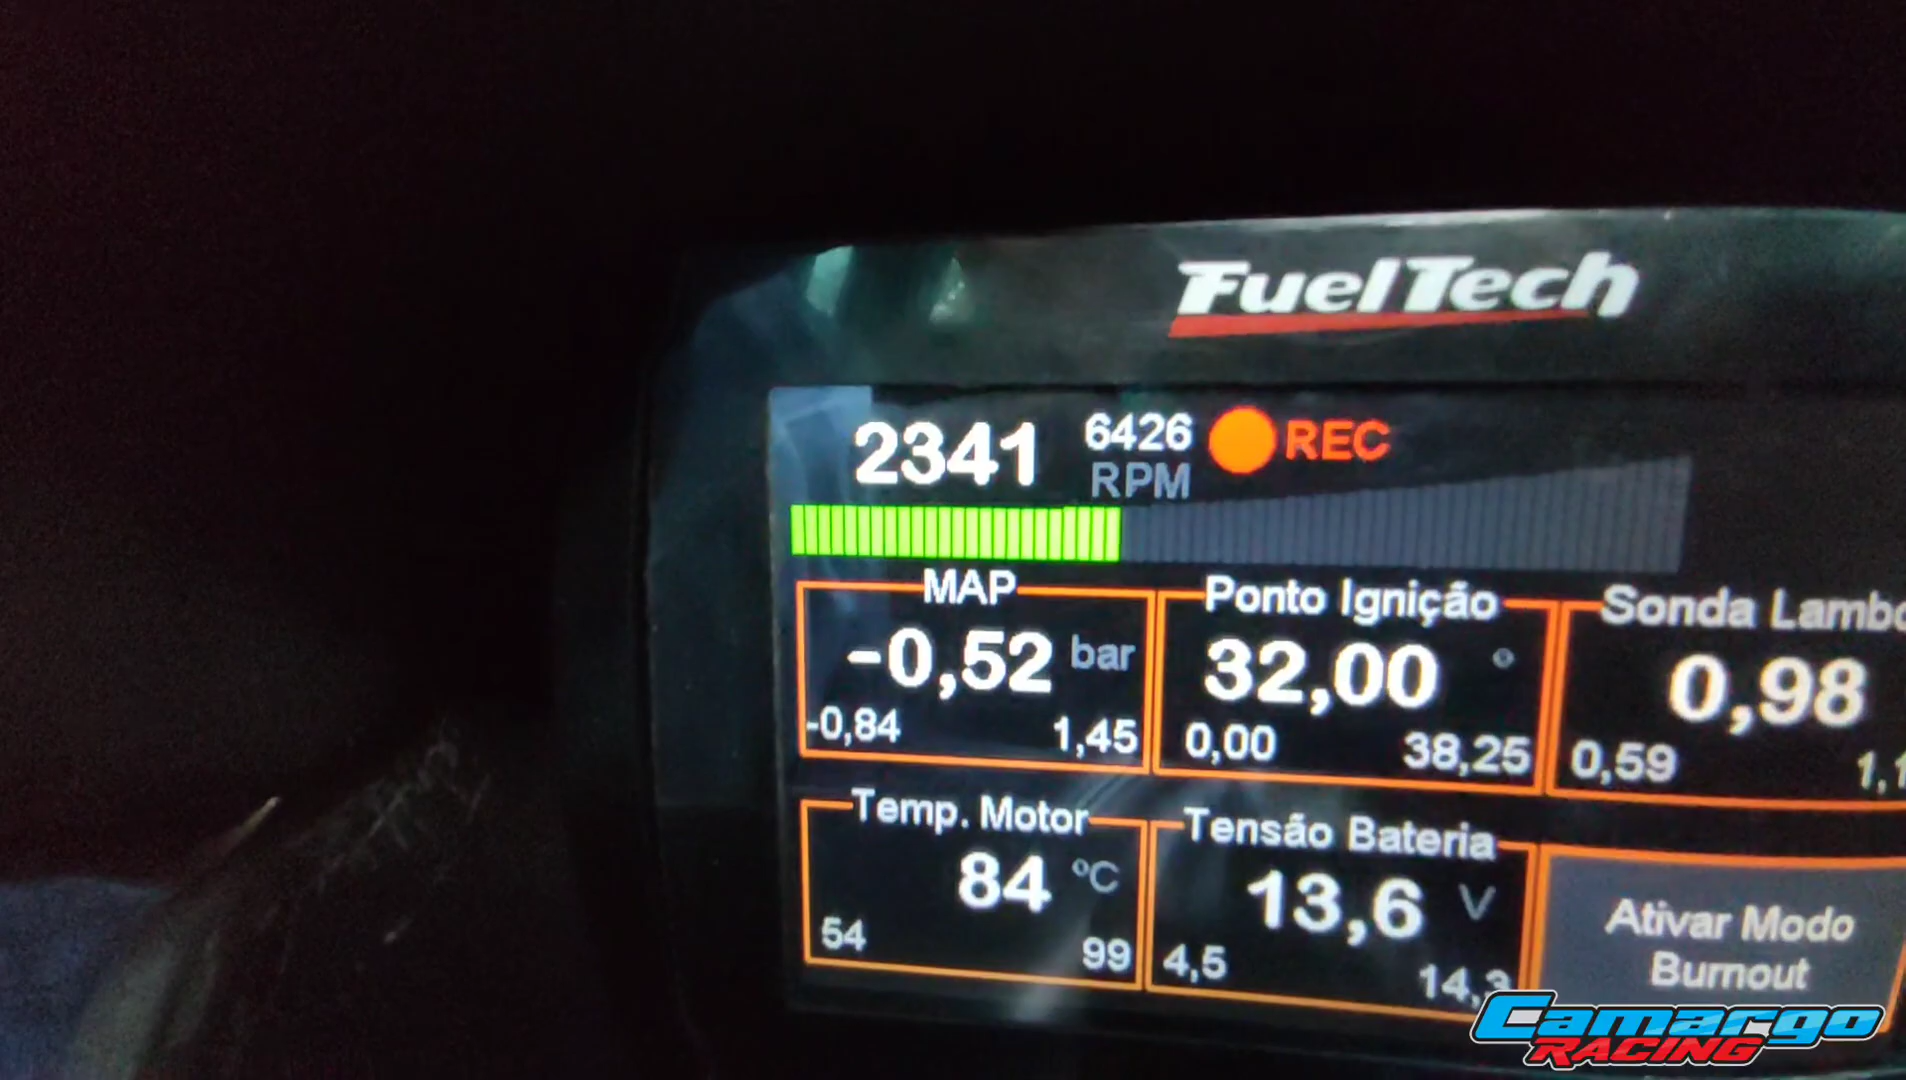 FuelTech
2341 6426 REC
RPM
MAP
-0,52 bar
-0,84 1,45
Ponto Ignição
32,00 °
0,00 38,25
Sonda
0,98
0,59
Temp. Motor
84 °C
54 99
Tensão Bateria
13,6 V
4,5
Ativar Modo
Burnout
Camargo
RACING